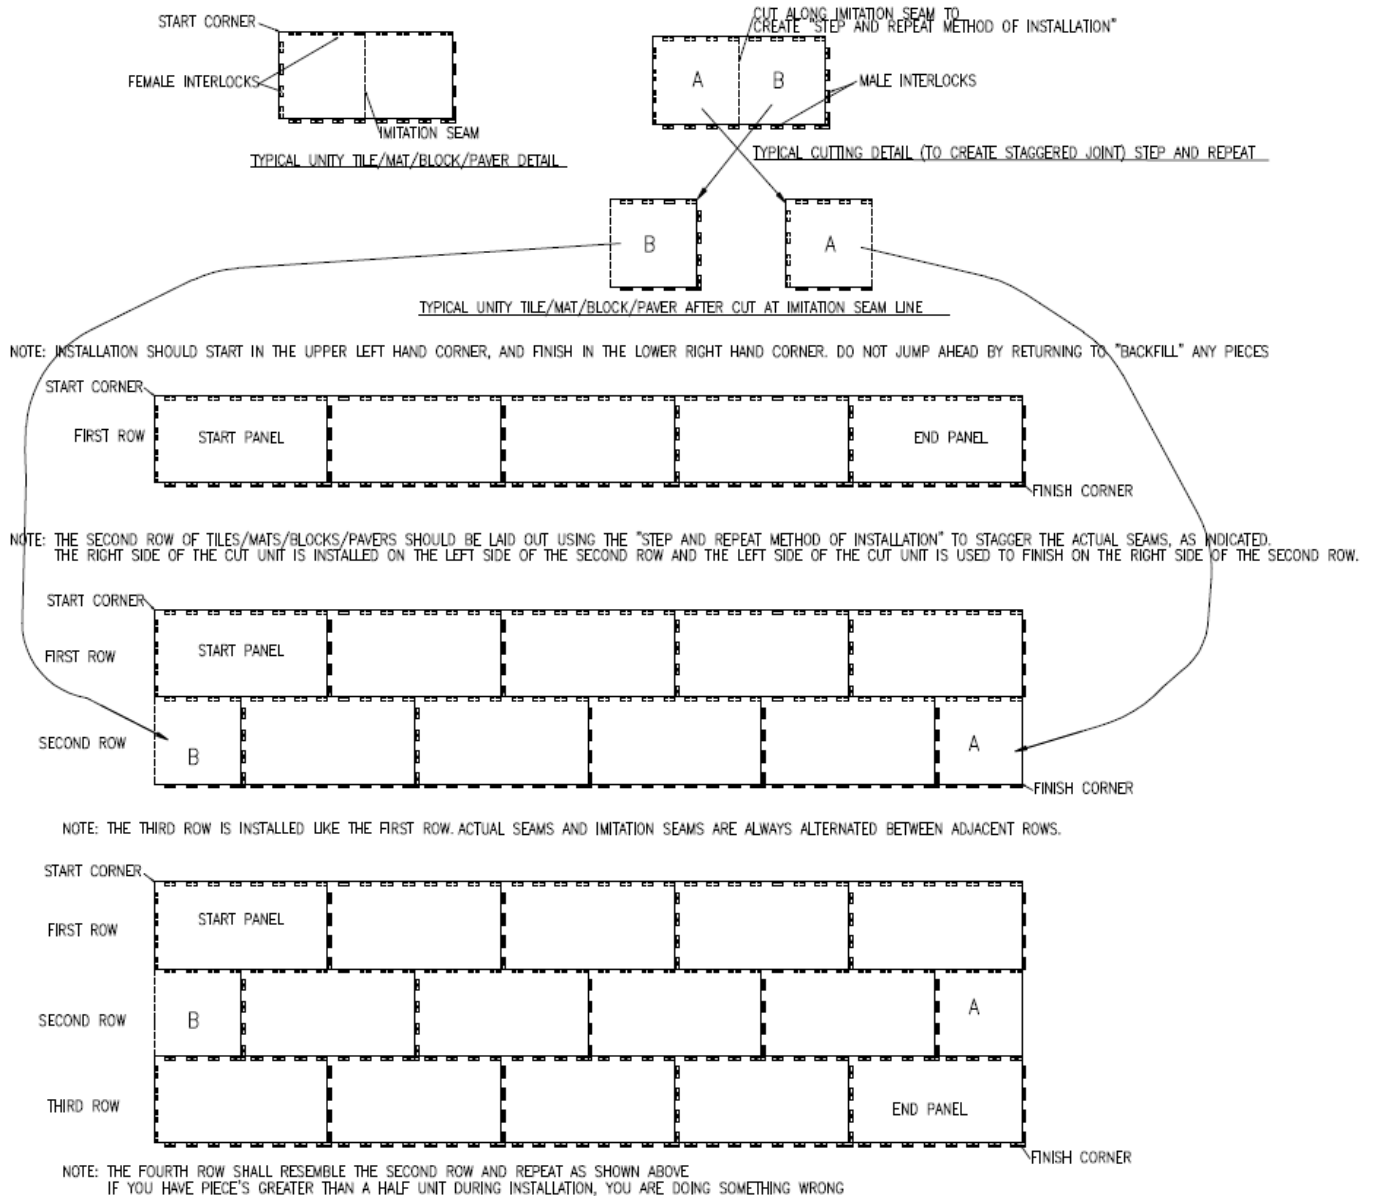 START CORNER
FEMALE INTERLOCKS
IMITATION SEAM
TYPICAL UNITY TILE/MAT/BLOCK/PAVER DETAIL
CUT ALONG IMITATION SEAM TO
CREATE "STEP AND REPEAT METHOD OF INSTALLATION"
A
B
MALE INTERLOCKS
TYPICAL CUTTING DETAIL (TO CREATE STAGGERED JOINT) STEP AND REPEAT
B
A
TYPICAL UNITY TILE/MAT/BLOCK/PAVER AFTER CUT AT IMITATION SEAM LINE
NOTE: INSTALLATION SHOULD START IN THE UPPER LEFT HAND CORNER, AND FINISH IN THE LOWER RIGHT HAND CORNER. DO NOT JUMP AHEAD BY RETURNING TO "BACKFILL" ANY PIECES
START CORNER
FIRST ROW
START PANEL
END PANEL
FINISH CORNER
NOTE: THE SECOND ROW OF TILES/MATS/BLOCKS/PAVERS SHOULD BE LAID OUT USING THE "STEP AND REPEAT METHOD OF INSTALLATION" TO STAGGER THE ACTUAL SEAMS, AS INDICATED.
THE RIGHT SIDE OF THE CUT UNIT IS INSTALLED ON THE LEFT SIDE OF THE SECOND ROW AND THE LEFT SIDE OF THE CUT UNIT IS USED TO FINISH ON THE RIGHT SIDE OF THE SECOND ROW.
START CORNER
FIRST ROW
START PANEL
SECOND ROW
B
A
FINISH CORNER
NOTE: THE THIRD ROW IS INSTALLED LIKE THE FIRST ROW. ACTUAL SEAMS AND IMITATION SEAMS ARE ALWAYS ALTERNATED BETWEEN ADJACENT ROWS.
START CORNER
FIRST ROW
START PANEL
SECOND ROW
B
A
THIRD ROW
END PANEL
FINISH CORNER
NOTE: THE FOURTH ROW SHALL RESEMBLE THE SECOND ROW AND REPEAT AS SHOWN ABOVE
IF YOU HAVE PIECE'S GREATER THAN A HALF UNIT DURING INSTALLATION, YOU ARE DOING SOMETHING WRONG